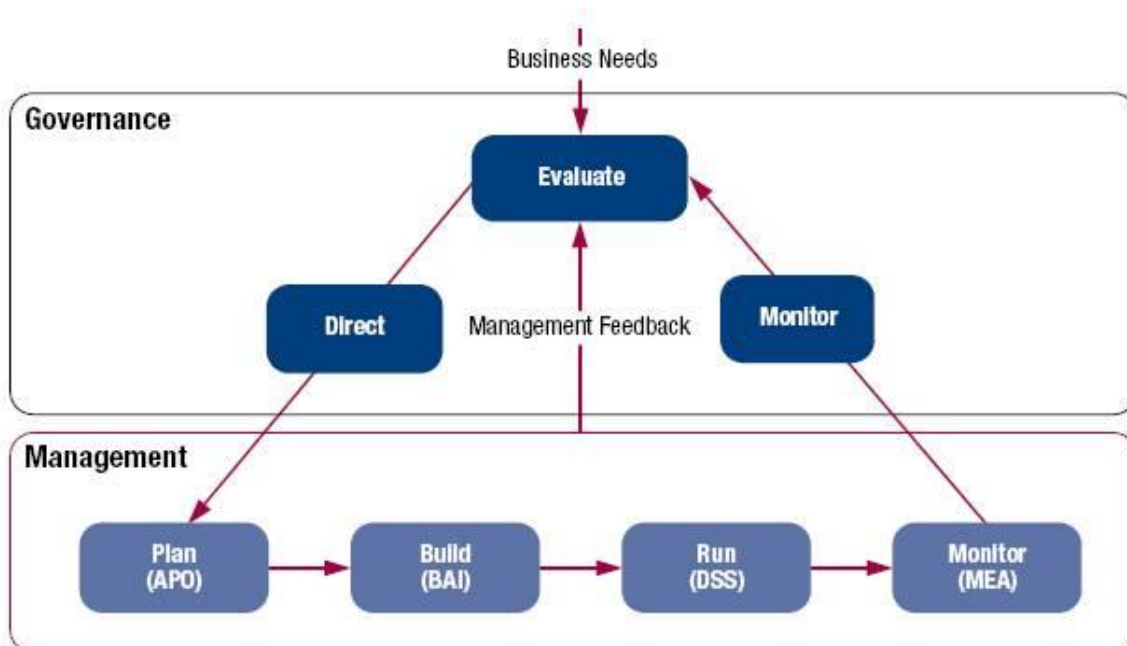 Business Needs
Governance
Evaluate
Direct
Management Feedback
Monitor
Management
Plan
(APO)
Build
(BAI)
Run
(DSS)
Monitor
(MEA)